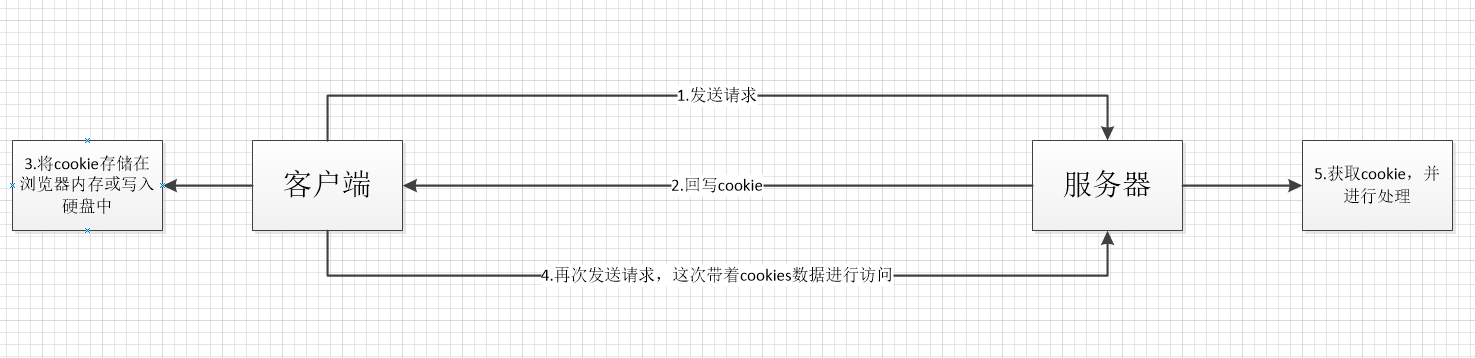 1.发送请求
3.将cookie存储在
浏览器内存或写入
硬盘中
客户端
2.回写cookie
服务器
5.获取cookie，并
进行处理
4.再次发送请求，这次带着cookies数据进行访问